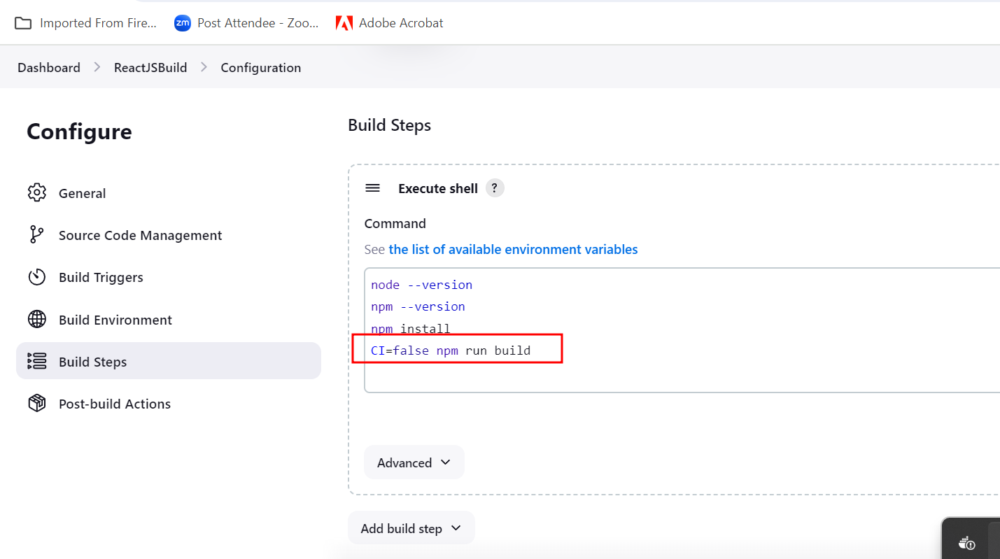 Imported From Fire...
zm Post Attendee - Zoo...
Adobe Acrobat
Dashboard > ReactJSBuild > Configuration
Configure
General
Source Code Management
Build Triggers
Build Environment
Build Steps
Post-build Actions
Build Steps
Execute shell ?
Command
See the list of available environment variables
node --version
npm --version
npm install
CI=false npm run build
Advanced
Add build step